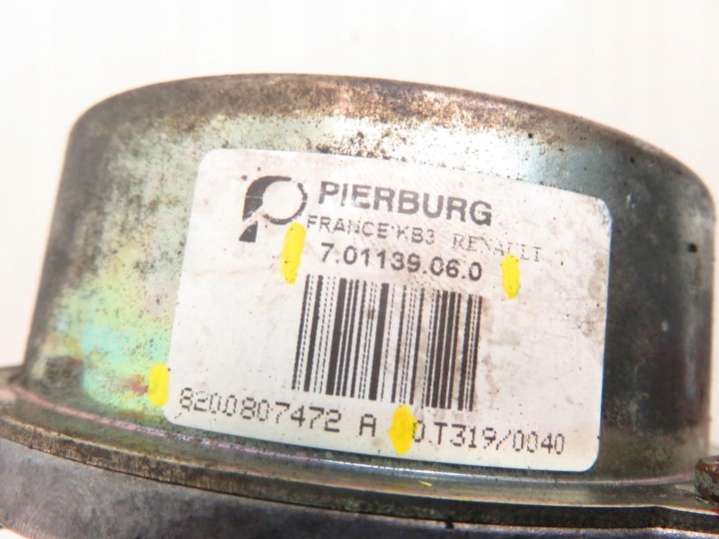 PIERBURG
FRANCE KB3 RENAULT
7.01139.06.0
8200807472 A 0.T319/0040